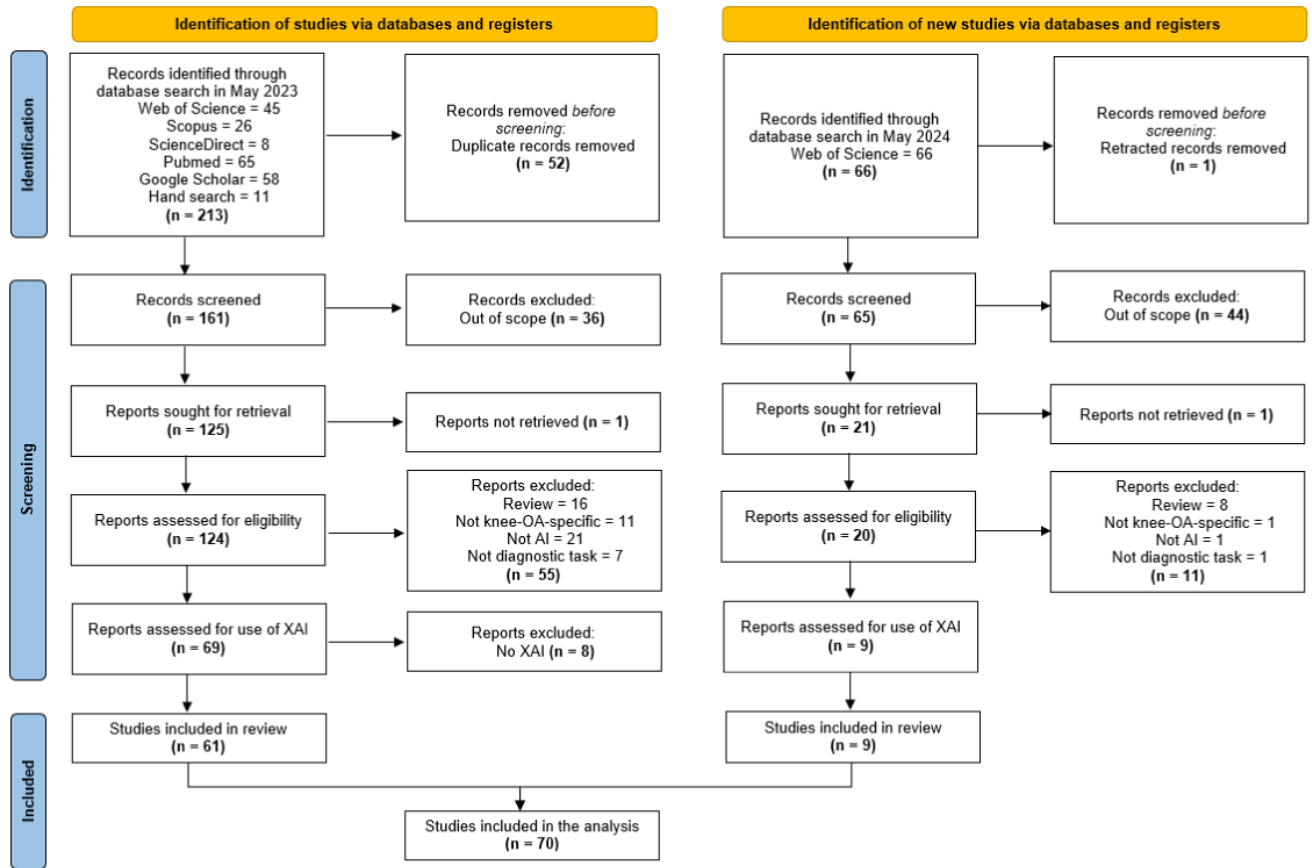 Identification of studies via databases and registers
Identification of new studies via databases and registers
Identification
Records identified through
database search in May 2023
Web of Science = 45
Scopus = 26
ScienceDirect = 8
Pubmed = 65
Google Scholar = 58
Hand search = 11
(n = 213)
Records removed before
screening:
Duplicate records removed
(n = 52)
Records identified through
database search in May 2024
Web of Science = 66
(n = 66)
Records removed before
screening:
Retracted records removed
(n = 1)
Screening
Records screened
(n = 161)
Records excluded:
Out of scope (n = 36)
Records screened
(n = 65)
Records excluded:
Out of scope (n = 44)
Reports sought for retrieval
(n = 125)
Reports not retrieved (n = 1)
Reports sought for retrieval
(n = 21)
Reports not retrieved (n = 1)
Reports assessed for eligibility
(n = 124)
Reports excluded:
Review = 16
Not knee-OA-specific = 11
Not AI = 21
Not diagnostic task = 7
(n = 55)
Reports assessed for eligibility
(n = 20)
Reports excluded:
Review = 8
Not knee-OA-specific = 1
Not AI = 1
Not diagnostic task = 1
(n = 11)
Reports assessed for use of XAI
(n = 69)
Reports excluded:
No XAI (n = 8)
Reports assessed for use of XAI
(n = 9)
Included
Studies included in review
(n = 61)
Studies included in review
(n = 9)
Studies included in the analysis
(n = 70)